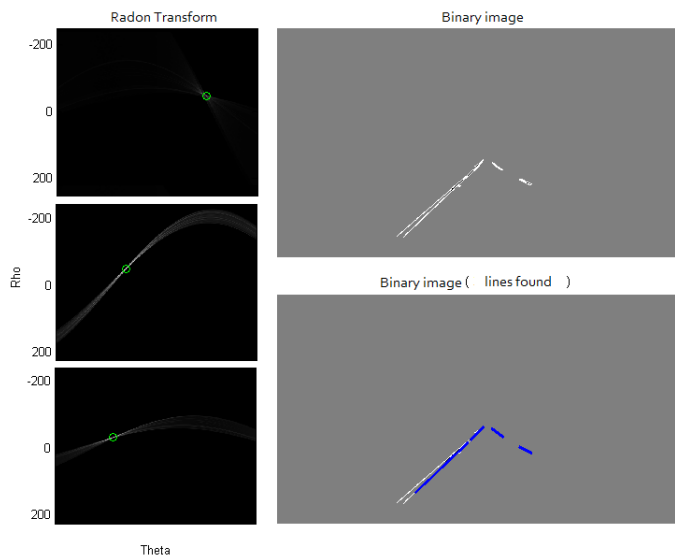 Radon Transform
Binary image
-200
0
200
-200
0
200
-200
0
200
Rho
Theta
Binary image ( lines found )